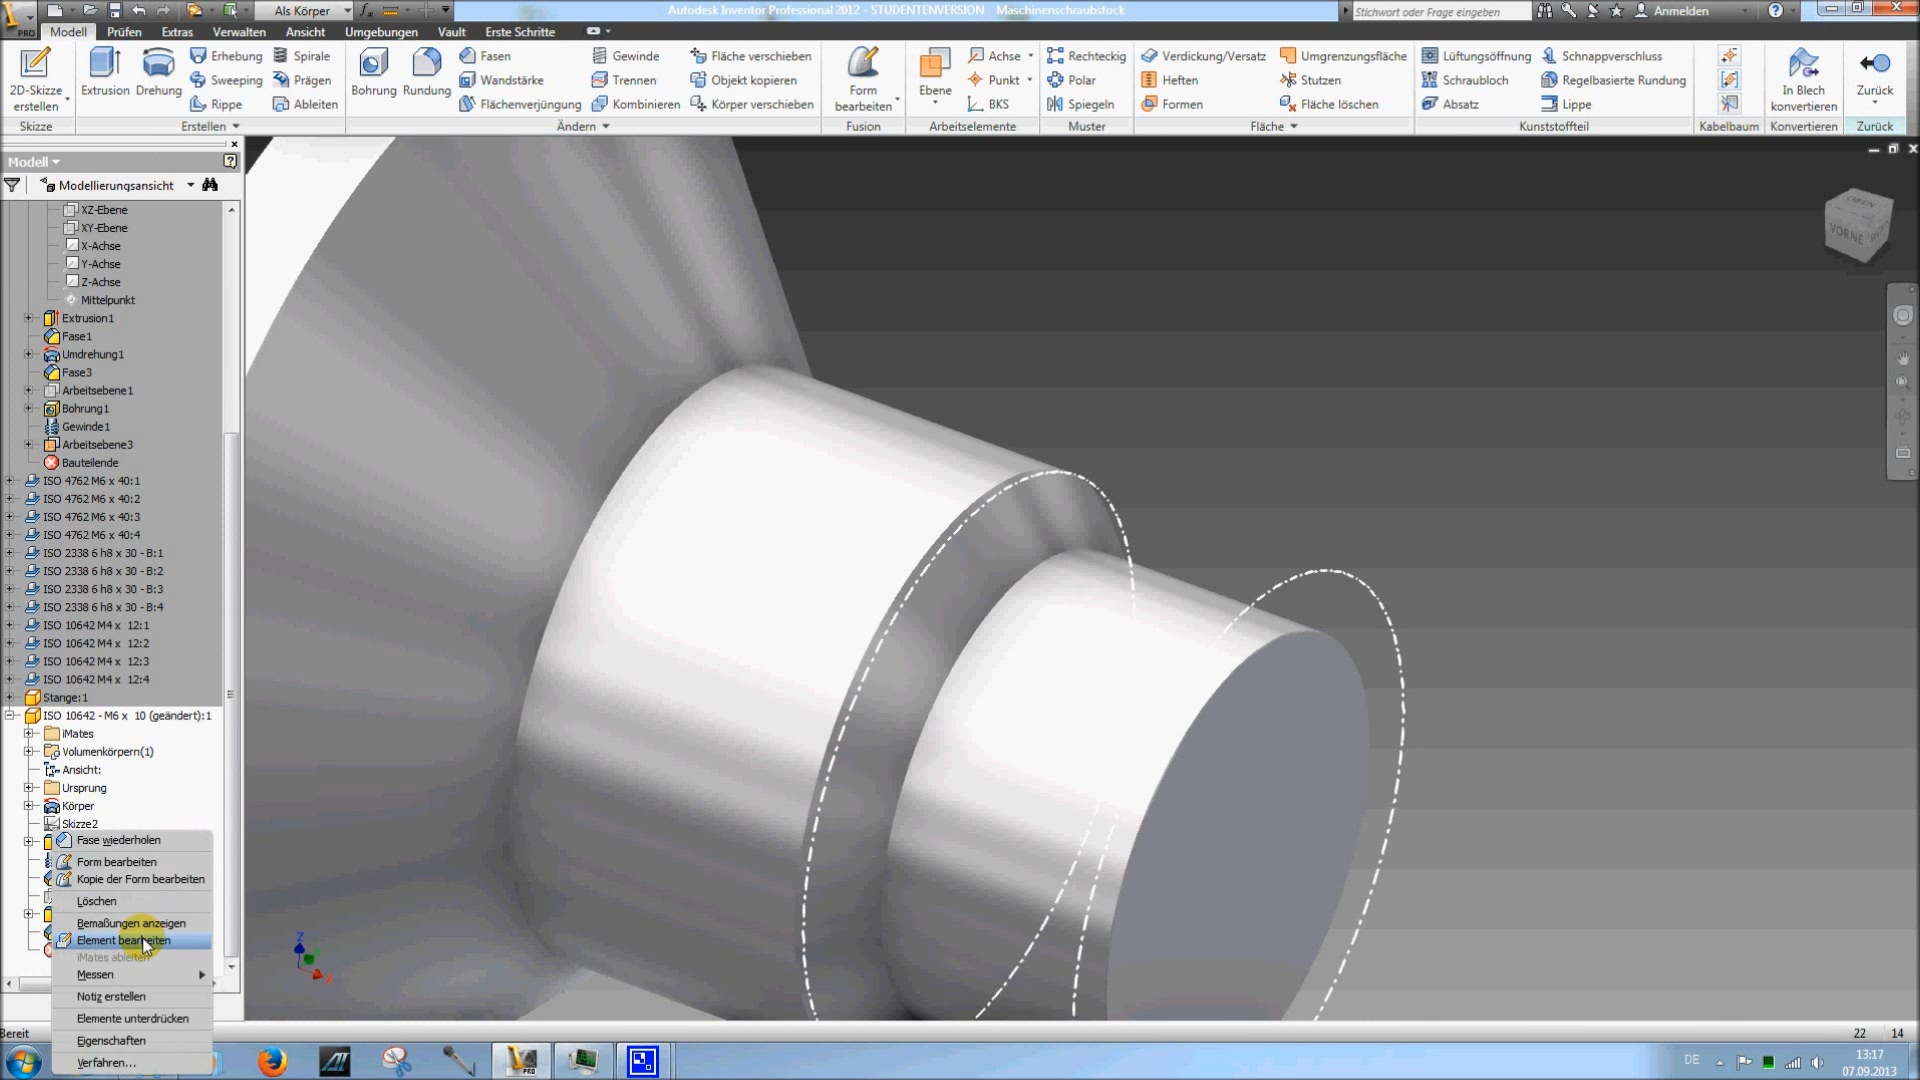 Als Körper
Autodesk Inventor Professional 2012 - STUDENTENVERSION Maschinenschraubstock
Stichwort oder Frage eingeben
Anmelden
PRO
Modell
Prüfen
Extras
Verwalten
Ansicht
Umgebungen
Vault
Erste Schritte
2D-Skizze
erstellen
Extrusion
Drehung
Erhebung
Sweeping
Rippe
Spirale
Prägen
Ableiten
Bohrung
Rundung
Fasen
Wandstärke
Flächenverjüngung
Gewinde
Trennen
Kombinieren
Fläche verschieben
Objekt kopieren
Körper verschieben
Form
bearbeiten
Ebene
Achse
Punkt
BKS
Rechteckig
Polar
Spiegeln
Verdickung/Versatz
Heften
Formen
Umgrenzungsfläche
Stutzen
Fläche löschen
Lüftungsöffnung
Schraubloch
Absatz
Schnappverschluss
Regelbasierte Rundung
Lippe
In Blech
konvertieren
Zurück
Skizze
Erstellen
Ändern
Fusion
Arbeitselemente
Muster
Fläche
Kunststoffteil
Kabelbaum
Konvertieren
Zurück
Modell
Modellierungsansicht
XZ-Ebene
XY-Ebene
X-Achse
Y-Achse
Z-Achse
Mittelpunkt
Extrusion1
Fase1
Umdrehung1
Fase3
Arbeitsebene1
Bohrung1
Gewinde1
Arbeitsebene3
Bauteilende
ISO 4762 M6 x 40:1
ISO 4762 M6 x 40:2
ISO 4762 M6 x 40:3
ISO 4762 M6 x 40:4
ISO 2338 6 h8 x 30 - B:1
ISO 2338 6 h8 x 30 - B:2
ISO 2338 6 h8 x 30 - B:3
ISO 2338 6 h8 x 30 - B:4
ISO 10642 M4 x 12:1
ISO 10642 M4 x 12:2
ISO 10642 M4 x 12:3
ISO 10642 M4 x 12:4
Stange:1
ISO 10642 - M6 x 10 (geändert):1
iMates
Volumenkörpern(1)
Ansicht:
Ursprung
Körper
Skizze2
Fase wiederholen
Form bearbeiten
Kopie der Form bearbeiten
Löschen
Bemaßungen anzeigen
Element bearbeiten
iMates ableiten
Messen
Notiz erstellen
Elemente unterdrücken
Eigenschaften
Verfahren...
OBEN
VORNE
Z
X
Bereit
22 14
PRO
DE
13:17
07.09.2013